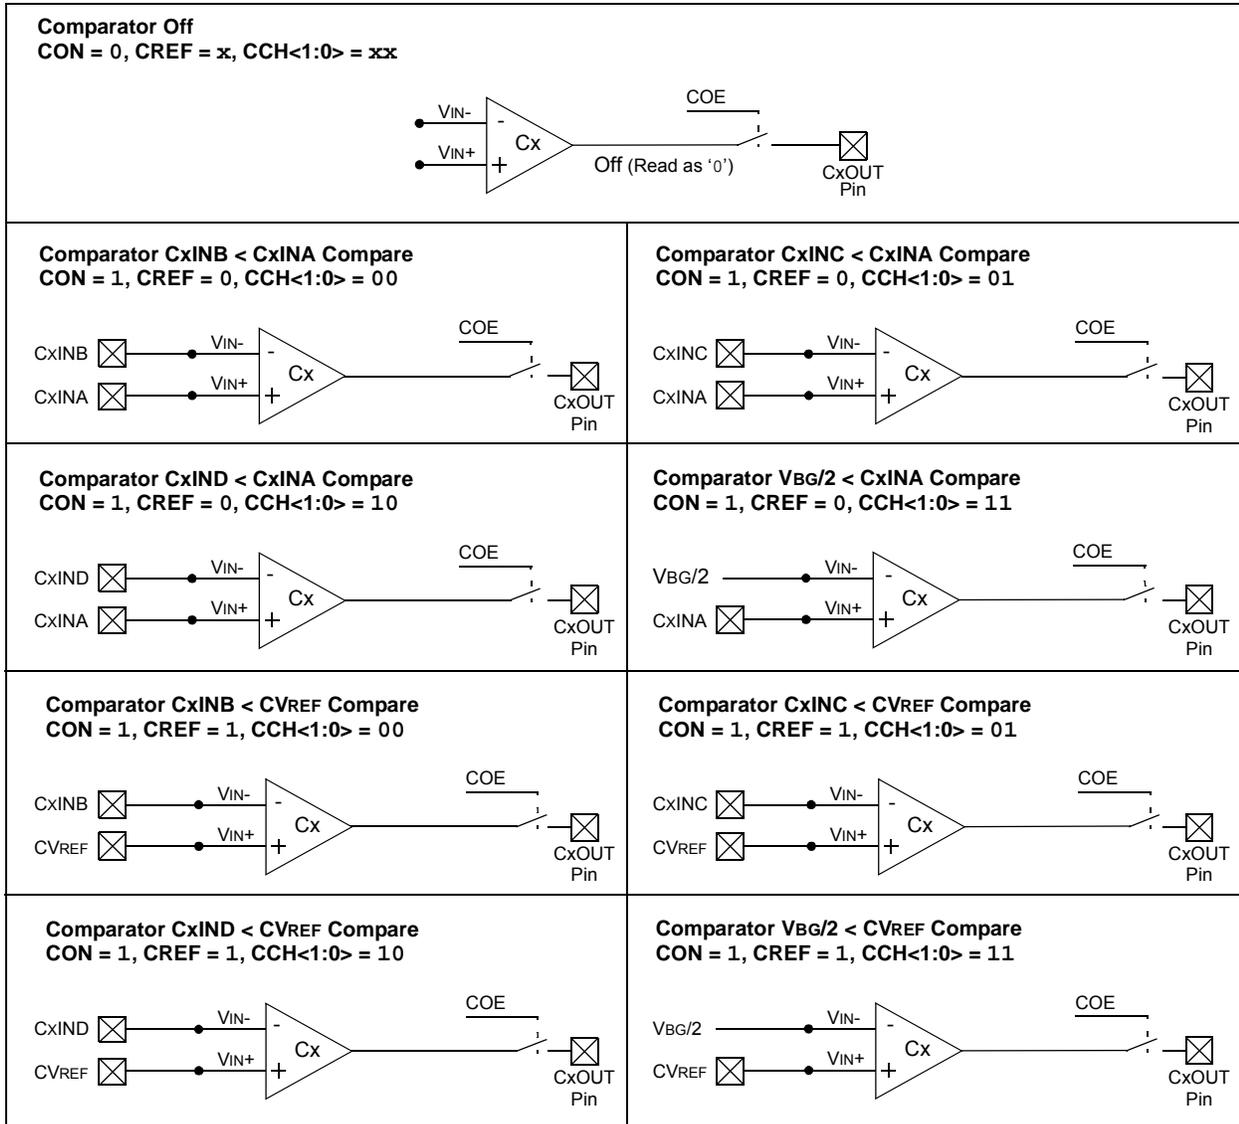 Comparator Off
CON = 0, CREF = x, CCH<1:0> = xx
COE
VIN-
-
Cx
VIN+
+
Off (Read as ‘0’)
CxOUT
Pin
Comparator CxINB < CxINA Compare
CON = 1, CREF = 0, CCH<1:0> = 00
COE
CxINB
VIN-
-
Cx
CxINA
VIN+
+
CxOUT
Pin
Comparator CxINC < CxINA Compare
CON = 1, CREF = 0, CCH<1:0> = 01
COE
CxINC
VIN-
-
Cx
CxINA
VIN+
+
CxOUT
Pin
Comparator CxIND < CxINA Compare
CON = 1, CREF = 0, CCH<1:0> = 10
COE
CxIND
VIN-
-
Cx
CxINA
VIN+
+
CxOUT
Pin
Comparator VBG/2 < CxINA Compare
CON = 1, CREF = 0, CCH<1:0> = 11
COE
VBG/2
VIN-
-
Cx
CxINA
VIN+
+
CxOUT
Pin
Comparator CxINB < CVREF Compare
CON = 1, CREF = 1, CCH<1:0> = 00
COE
CxINB
VIN-
-
Cx
CVREF
VIN+
+
CxOUT
Pin
Comparator CxINC < CVREF Compare
CON = 1, CREF = 1, CCH<1:0> = 01
COE
CxINC
VIN-
-
Cx
CVREF
VIN+
+
CxOUT
Pin
Comparator CxIND < CVREF Compare
CON = 1, CREF = 1, CCH<1:0> = 10
COE
CxIND
VIN-
-
Cx
CVREF
VIN+
+
CxOUT
Pin
Comparator VBG/2 < CVREF Compare
CON = 1, CREF = 1, CCH<1:0> = 11
COE
VBG/2
VIN-
-
Cx
CVREF
VIN+
+
CxOUT
Pin